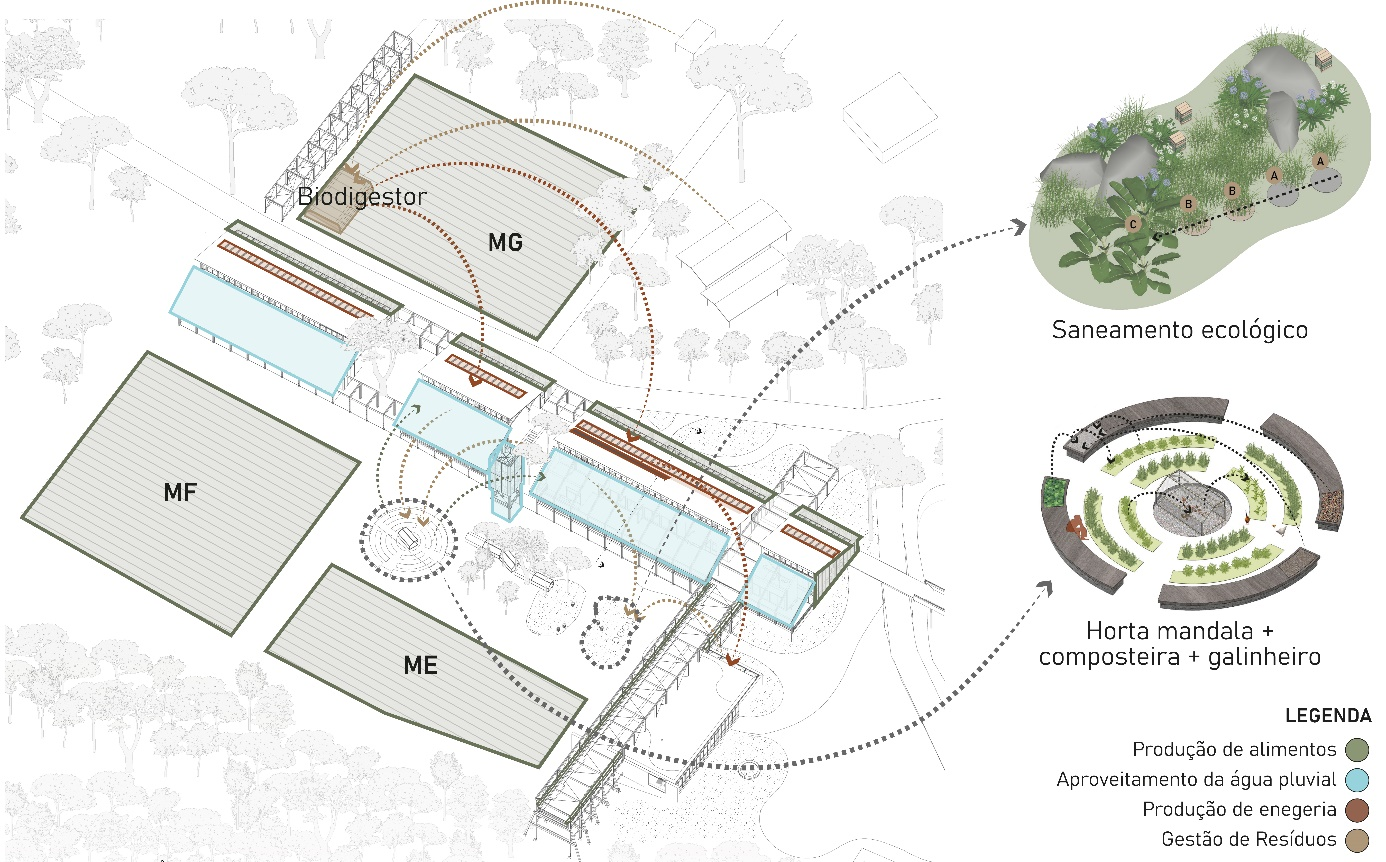 Biodigestor
MG
MF
ME
A
A
B
B
C
Saneamento ecológico
Horta mandala +
composteira + galinheiro
LEGENDA
Produção de alimentos
Aproveitamento da água pluvial
Produção de enegeria
Gestão de Resíduos